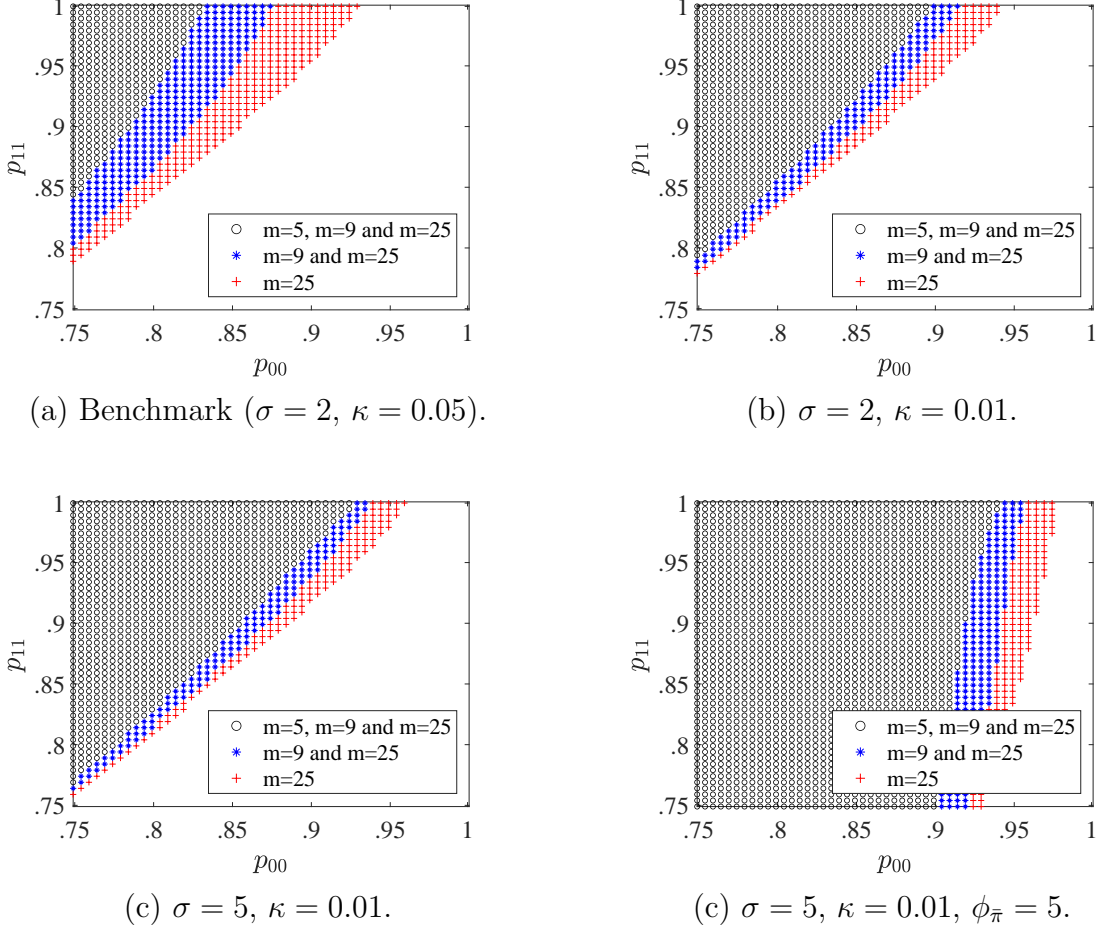 1
.95
.9
.85
.8
.75
p11
m=5, m=9 and m=25
m=9 and m=25
m=25
.75 .8 .85 .9 .95 1
p00
(a) Benchmark (σ = 2, κ = 0.05).
1
.95
.9
.85
.8
.75
p11
m=5, m=9 and m=25
m=9 and m=25
m=25
.75 .8 .85 .9 .95 1
p00
(b) σ = 2, κ = 0.01.
1
.95
.9
.85
.8
.75
p11
m=5, m=9 and m=25
m=9 and m=25
m=25
.75 .8 .85 .9 .95 1
p00
(c) σ = 5, κ = 0.01.
1
.95
.9
.85
.8
.75
p11
m=5, m=9 and m=25
m=9 and m=25
m=25
.75 .8 .85 .9 .95 1
p00
(c) σ = 5, κ = 0.01, ϕπ̄ = 5.